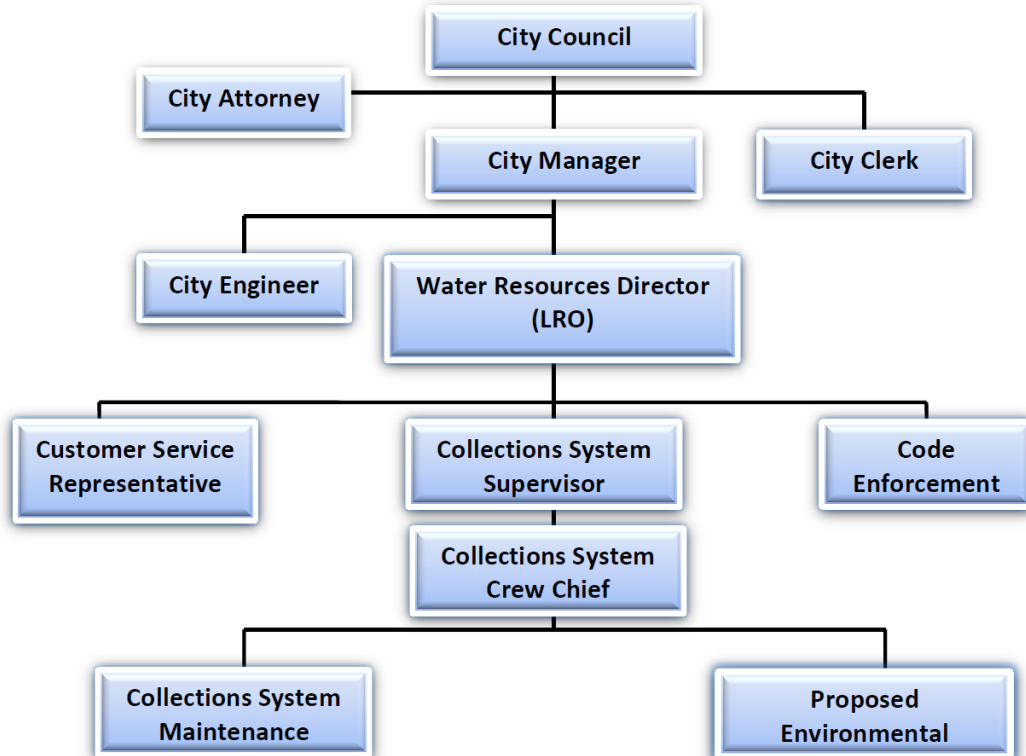 City Council
City Attorney
City Manager
City Clerk
City Engineer
Water Resources Director
(LRO)
Customer Service
Representative
Collections System
Supervisor
Code
Enforcement
Collections System
Crew Chief
Collections System
Maintenance
Proposed
Environmental